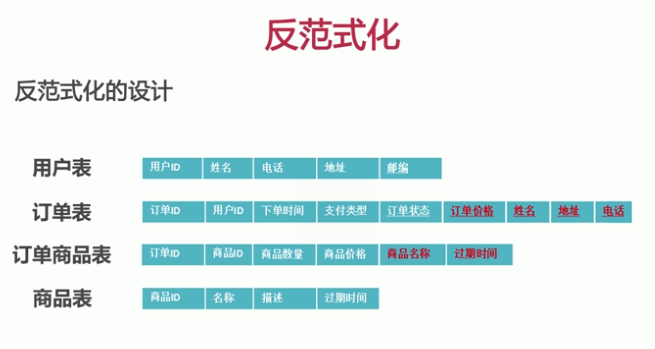 反范式化
反范式化的设计
用户表 用户ID 姓名 电话 地址 邮编
订单表 订单ID 用户ID 下单时间 支付类型 订单状态 订单价格 姓名 地址 电话
订单商品表 订单ID 商品ID 商品数量 商品价格 商品名称 过期时间
商品表 商品ID 名称 描述 过期时间